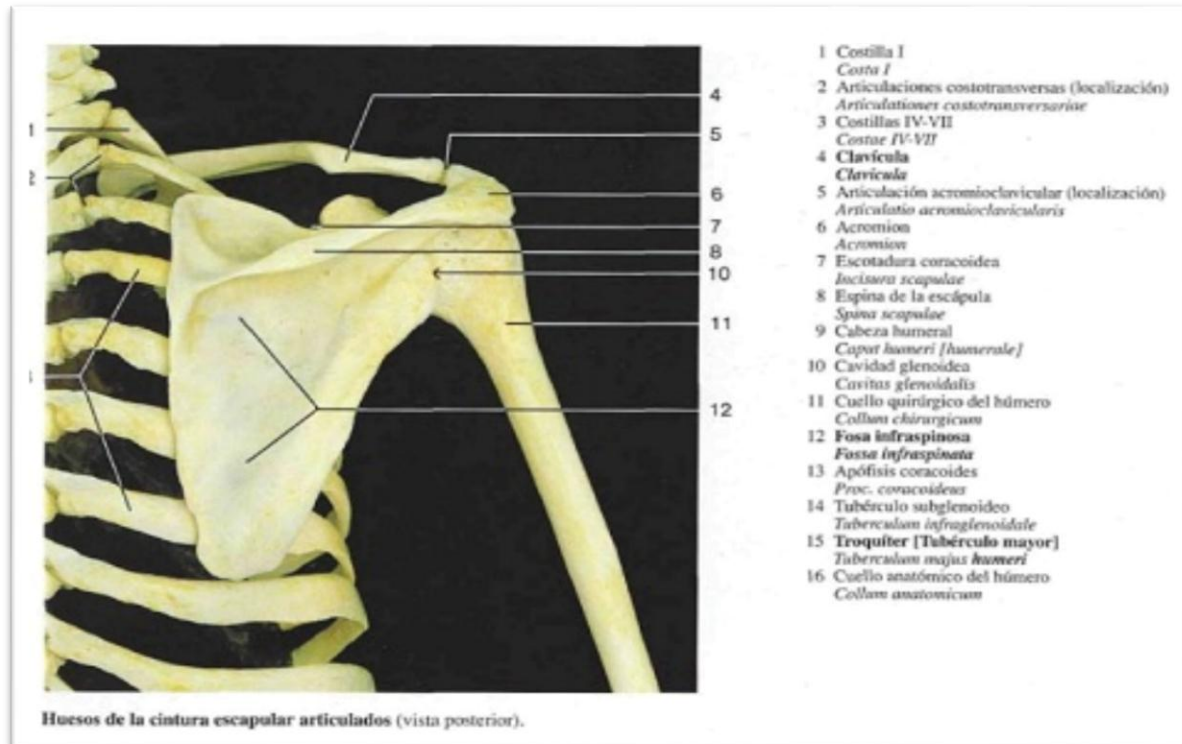 1
2
4
5
6
7
8
10
11
12
1 Costilla I
Costa I
2 Articulaciones costotransversas (localización)
Articulationes costotransversariae
3 Costillas IV-VII
Costae IV-VII
4 Clavícula
Clavicula
5 Articulación acromioclavicular (localización)
Articulatio acromioclavicularis
6 Acromion
Acromion
7 Escotadura coracoidea
Incisura scapulae
8 Espina de la escápula
Spina scapulae
9 Cabeza humeral
Caput humeri [humerale]
10 Cavidad glenoidea
Cavitas glenoidalis
11 Cuello quirúrgico del húmero
Collum chirurgicum
12 Fosa infraspinosa
Fossa infraspinata
13 Apófisis coracoides
Proc. coracoideus
14 Tubérculo subglenoideo
Tuberculum infraglenoidale
15 Troquíter [Tubérculo mayor]
Tuberculum majus humeri
16 Cuello anatómico del húmero
Collum anatomicum
Huesos de la cintura escapular articulados (vista posterior).